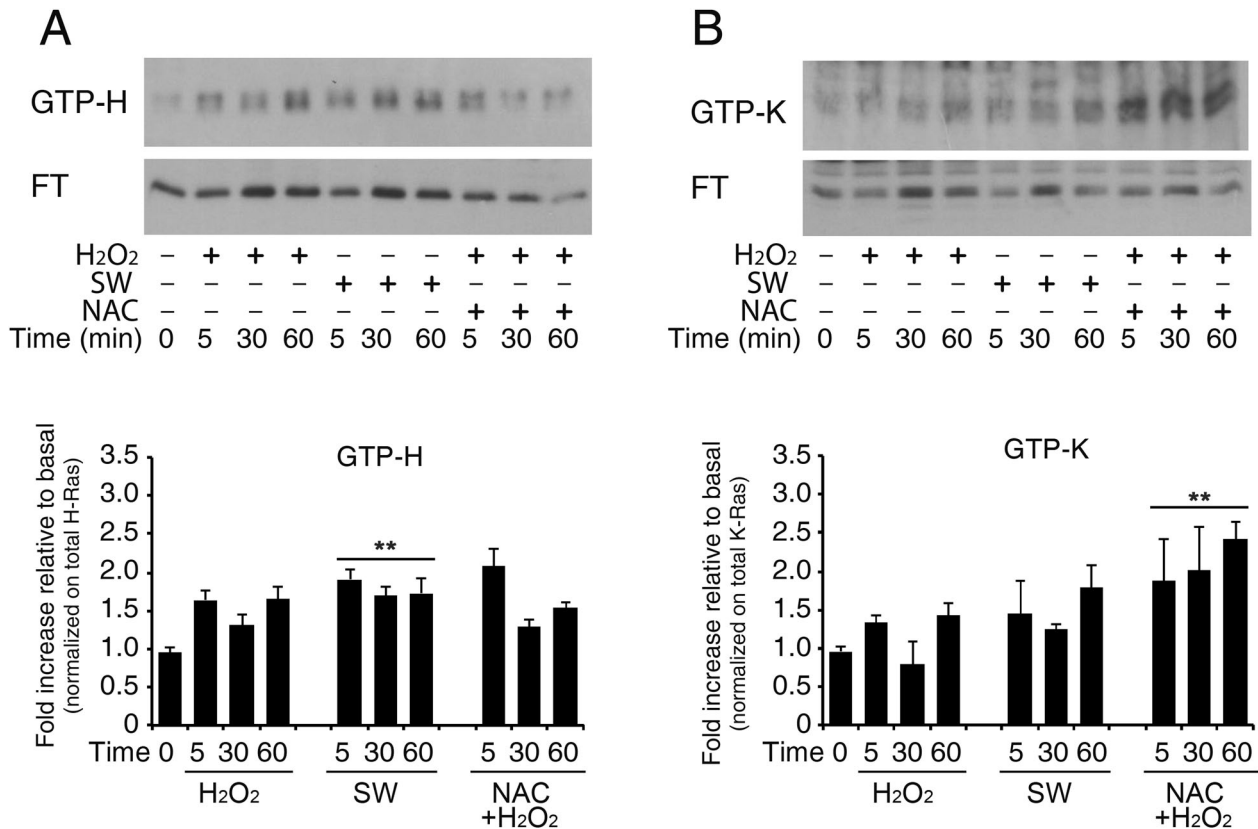 A
GTP-H
FT
H2O2 – + + + – – – + + +
SW – – – – + + + – – –
NAC – – – – – – – + + +
Time (min) 0 5 30 60 5 30 60 5 30 60
GTP-H
Fold increase relative to basal
(normalized on total H-Ras)
3.5
3.0
2.5
2.0
1.5
1.0
0.5
0
**
Time 0 5 30 60 5 30 60 5 30 60
H2O2 SW NAC
+H2O2
B
GTP-K
FT
H2O2 – + + + – – – + + +
SW – – – – + + + – – –
NAC – – – – – – – + + +
Time (min) 0 5 30 60 5 30 60 5 30 60
GTP-K
Fold increase relative to basal
(normalized on total K-Ras)
3.5
3.0
2.5
2.0
1.5
1.0
0.5
0
**
Time 0 5 30 60 5 30 60 5 30 60
H2O2 SW NAC
+H2O2